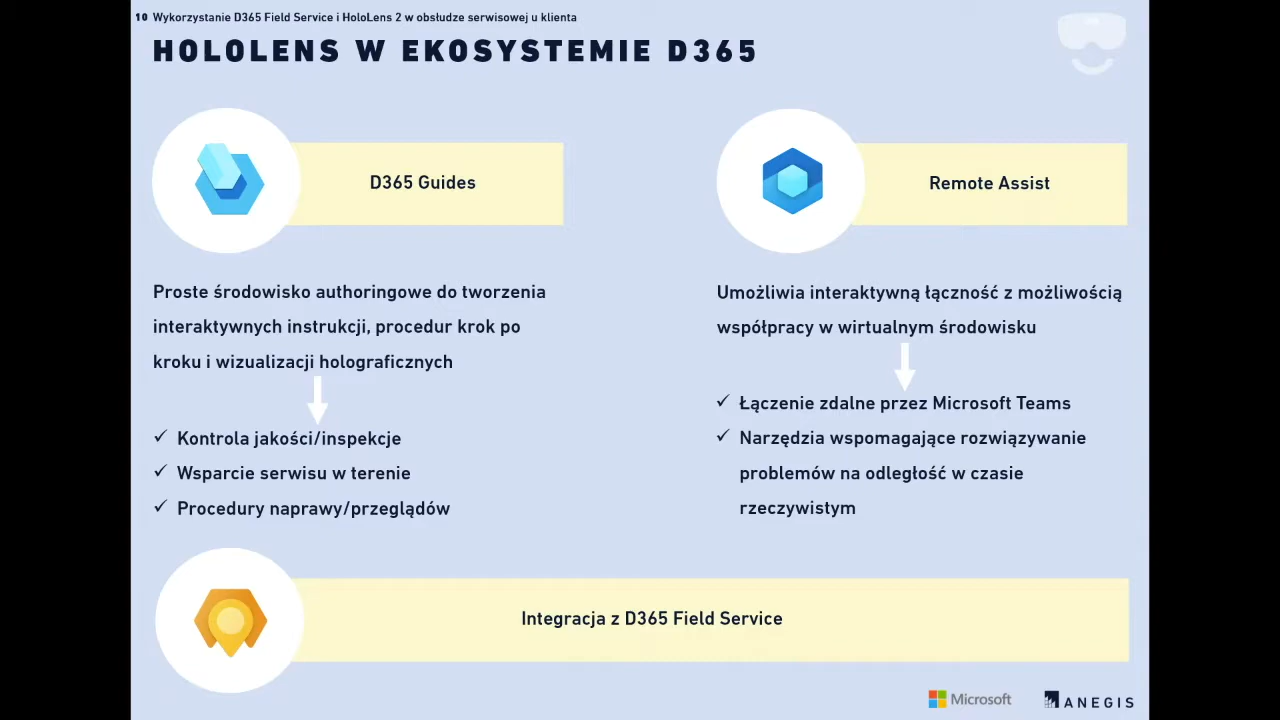 10 Wykorzystanie D365 Field Service i HoloLens 2 w obsłudze serwisowej u klienta
HOLOLENS W EKOSYSTEMIE D365
D365 Guides
Proste środowisko authoringowe do tworzenia
interaktywnych instrukcji, procedur krok po
kroku i wizualizacji holograficznych
✓ Kontrola jakości/inspekcje
✓ Wsparcie serwisu w terenie
✓ Procedury naprawy/przeglądów
Remote Assist
Umożliwia interaktywną łączność z możliwością
współpracy w wirtualnym środowisku
✓ Łączenie zdalne przez Microsoft Teams
✓ Narzędzia wspomagające rozwiązywanie
problemów na odległość w czasie
rzeczywistym
Integracja z D365 Field Service
Microsoft
ANEGIS